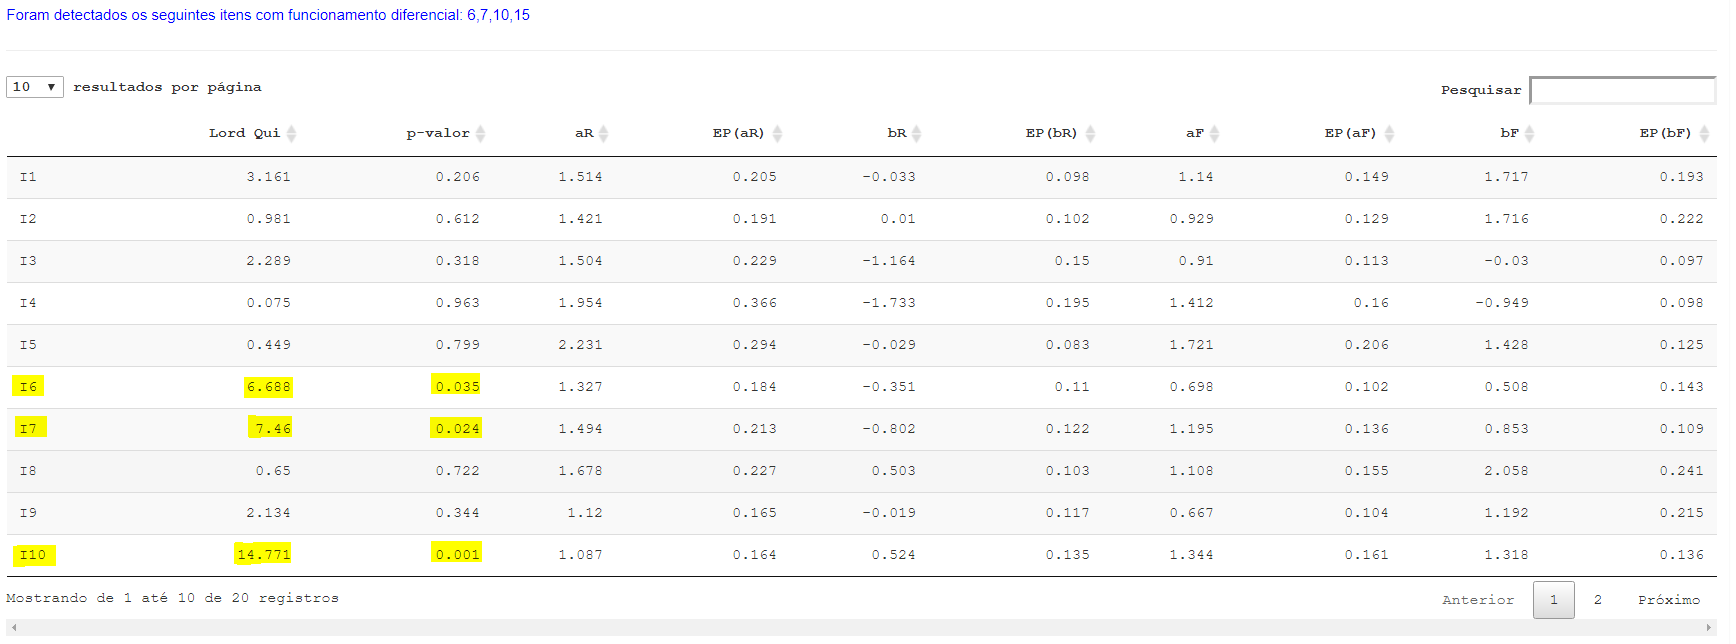 Foram detectados os seguintes itens com funcionamento diferencial: 6,7,10,15
10 resultados por página Pesquisar
Lord Qui p-valor aR EP(aR) bR EP(bR) aF EP(aF) bF EP(bF)
I1 3.161 0.206 1.514 0.205 -0.033 0.098 1.14 0.149 1.717 0.193
I2 0.981 0.612 1.421 0.191 0.01 0.102 0.929 0.129 1.716 0.222
I3 2.289 0.318 1.504 0.229 -1.164 0.15 0.91 0.113 -0.03 0.097
I4 0.075 0.963 1.954 0.366 -1.733 0.195 1.412 0.16 -0.949 0.098
I5 0.449 0.799 2.231 0.294 -0.029 0.083 1.721 0.206 1.428 0.125
I6 6.688 0.035 1.327 0.184 -0.351 0.11 0.698 0.102 0.508 0.143
I7 7.46 0.024 1.494 0.213 -0.802 0.122 1.195 0.136 0.853 0.109
I8 0.65 0.722 1.678 0.227 0.503 0.103 1.108 0.155 2.058 0.241
I9 2.134 0.344 1.12 0.165 -0.019 0.117 0.667 0.104 1.192 0.215
I10 14.771 0.001 1.087 0.164 0.524 0.135 1.344 0.161 1.318 0.136
Mostrando de 1 até 10 de 20 registros Anterior 1 2 Próximo